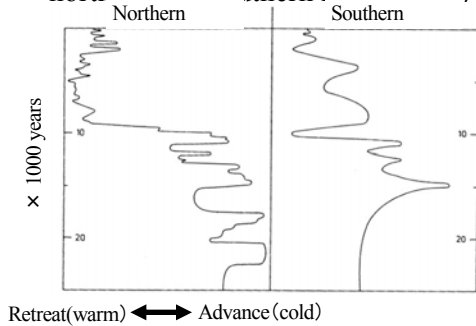 Northern Southern
10 10
× 1000 years
20 20
Retreat(warm) Advance(cold)